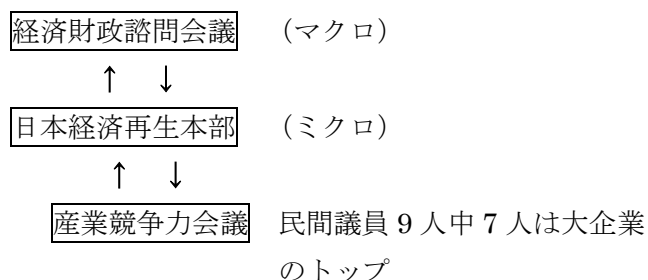 経済財政諮問会議 （マクロ）
↑ ↓
日本経済再生本部 （ミクロ）
↑ ↓
産業競争力会議 民間議員 9 人中 7 人は大企業
のトップ